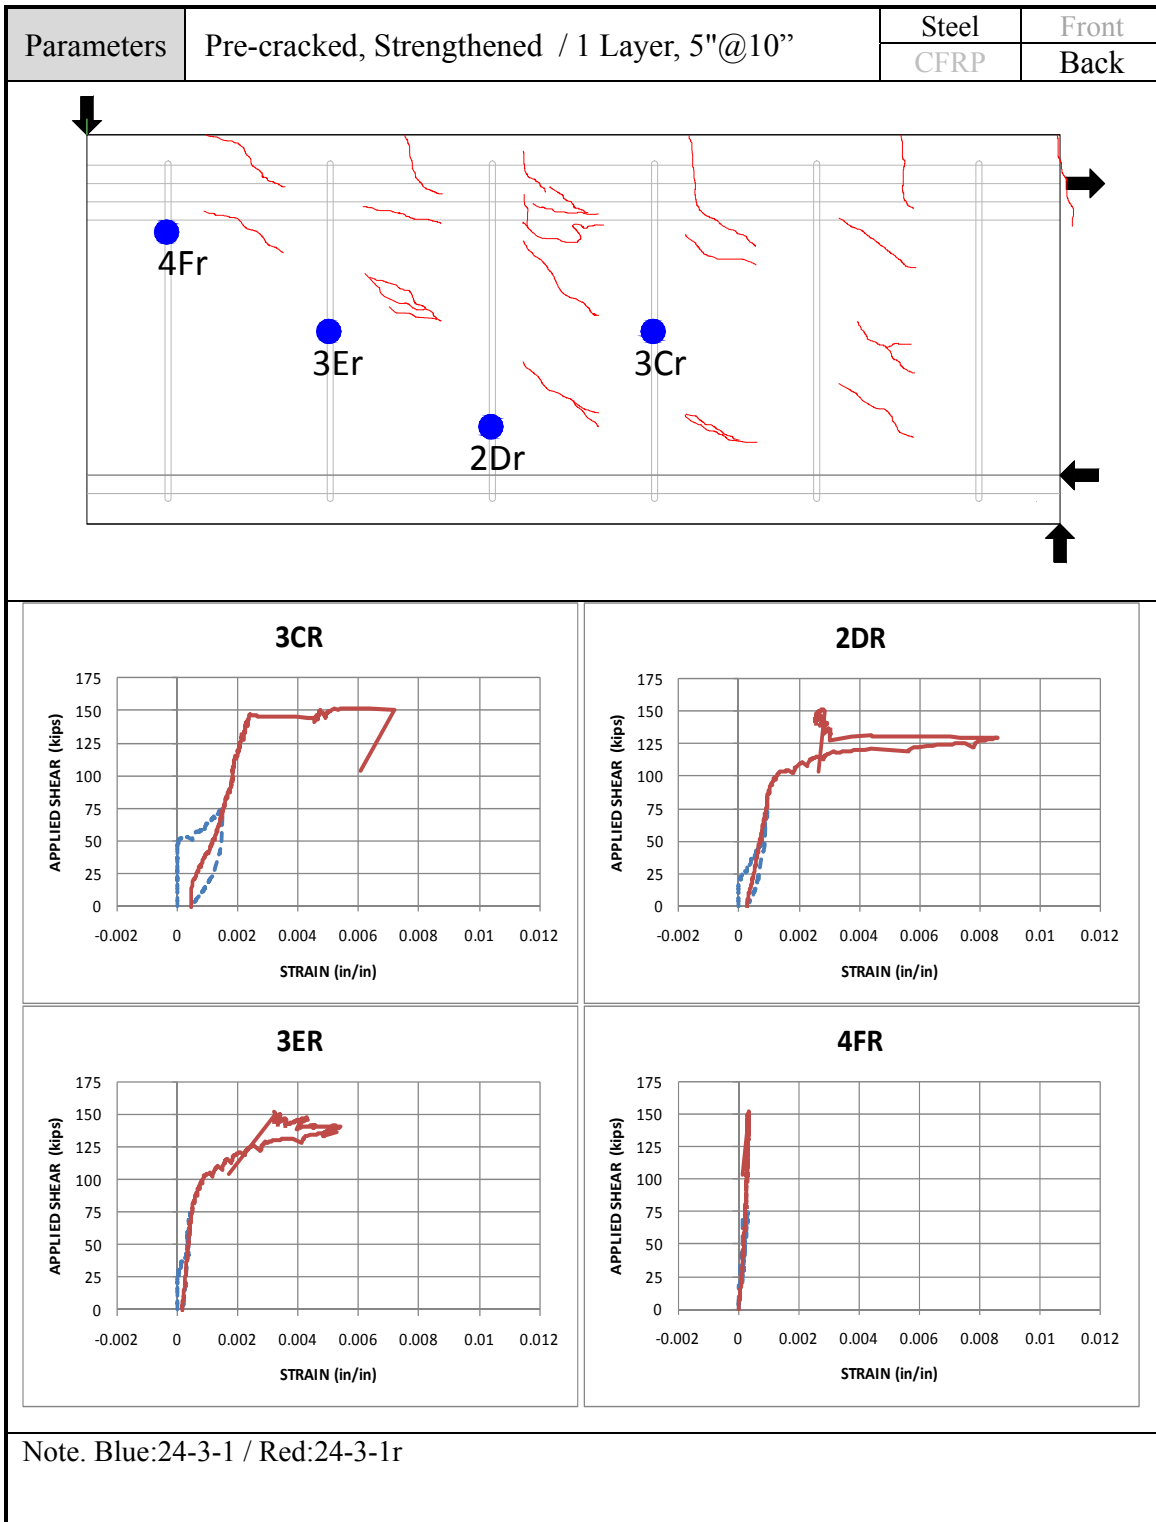 Parameters
Pre-cracked, Strengthened / 1 Layer, 5"@10”
Steel
Front
CFRP
Back
4Fr
3Er
3Cr
2Dr
3CR
175
150
125
100
75
50
25
0
-0.002 0 0.002 0.004 0.006 0.008 0.01 0.012
APPLIED SHEAR (kips)
STRAIN (in/in)
2DR
175
150
125
100
75
50
25
0
-0.002 0 0.002 0.004 0.006 0.008 0.01 0.012
APPLIED SHEAR (kips)
STRAIN (in/in)
3ER
175
150
125
100
75
50
25
0
-0.002 0 0.002 0.004 0.006 0.008 0.01 0.012
APPLIED SHEAR (kips)
STRAIN (in/in)
4FR
175
150
125
100
75
50
25
0
-0.002 0 0.002 0.004 0.006 0.008 0.01 0.012
APPLIED SHEAR (kips)
STRAIN (in/in)
Note. Blue:24-3-1 / Red:24-3-1r